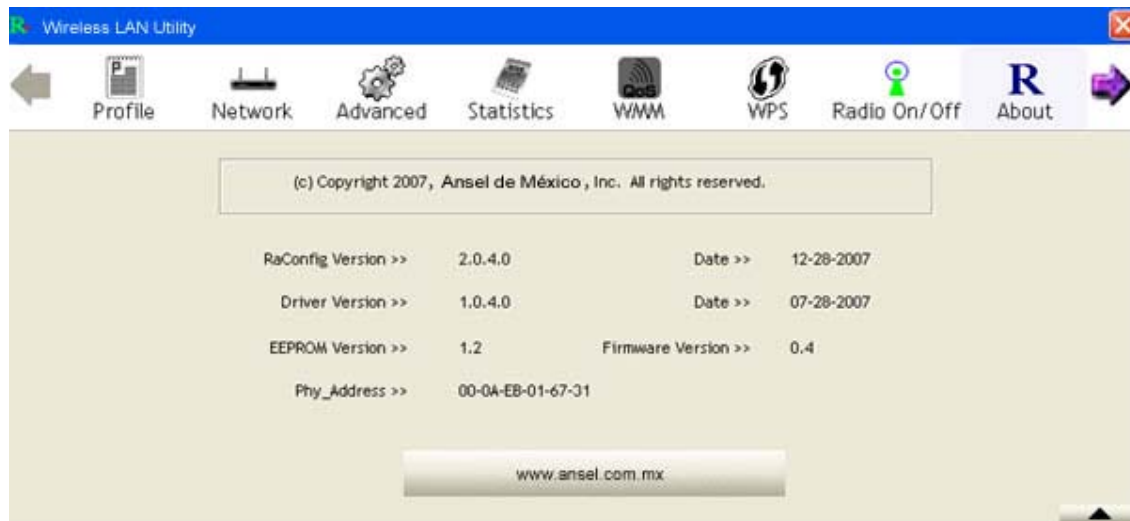 R Wireless LAN Utility
P
QoS
Profile Network Advanced Statistics WMM WPS Radio On/Off R About
(c) Copyright 2007, Ansel de México , Inc. All rights reserved.
RaConfig Version >> 2.0.4.0 Date >> 12-28-2007
Driver Version >> 1.0.4.0 Date >> 07-28-2007
EEPROM Version >> 1.2 Firmware Version >> 0.4
Phy_Address >> 00-0A-EB-01-67-31
www.ansel.com.mx